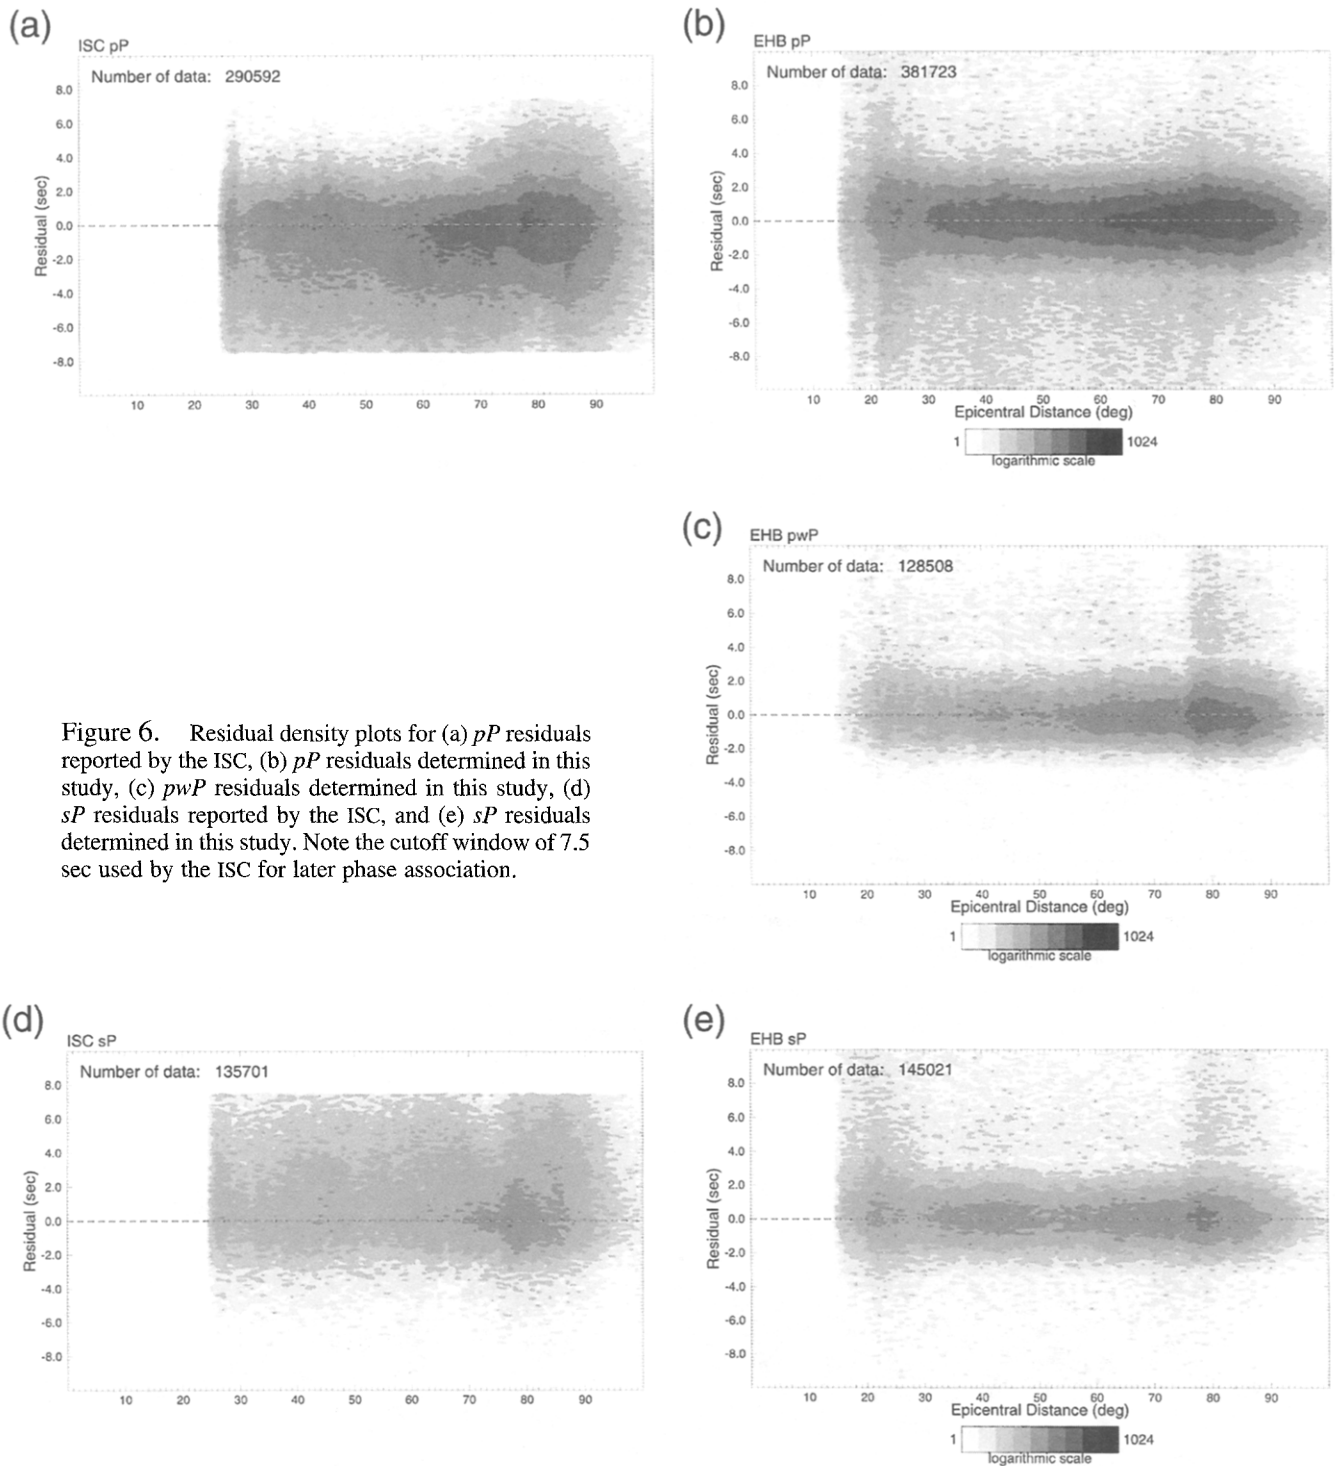 (a)
ISC pP
Number of data: 290592
8.0
6.0
4.0
2.0
0.0
-2.0
-4.0
-6.0
-8.0
Residual (sec)
10 20 30 40 50 60 70 80 90
(b)
EHB pP
Number of data: 381723
8.0
6.0
4.0
2.0
0.0
-2.0
-4.0
-6.0
-8.0
Residual (sec)
10 20 30 40 50 60 70 80 90
Epicentral Distance (deg)
1 1024
logarithmic scale
(c)
EHB pwP
Number of data: 128508
8.0
6.0
4.0
2.0
0.0
-2.0
-4.0
-6.0
-8.0
Residual (sec)
10 20 30 40 50 60 70 80 90
Epicentral Distance (deg)
1 1024
logarithmic scale
Figure 6. Residual density plots for (a) pP residuals
reported by the ISC, (b) pP residuals determined in this
study, (c) pwP residuals determined in this study, (d)
sP residuals reported by the ISC, and (e) sP residuals
determined in this study. Note the cutoff window of 7.5
sec used by the ISC for later phase association.
(d)
ISC sP
Number of data: 135701
8.0
6.0
4.0
2.0
0.0
-2.0
-4.0
-6.0
-8.0
Residual (sec)
10 20 30 40 50 60 70 80 90
(e)
EHB sP
Number of data: 145021
8.0
6.0
4.0
2.0
0.0
-2.0
-4.0
-6.0
-8.0
Residual (sec)
10 20 30 40 50 60 70 80 90
Epicentral Distance (deg)
1 1024
logarithmic scale